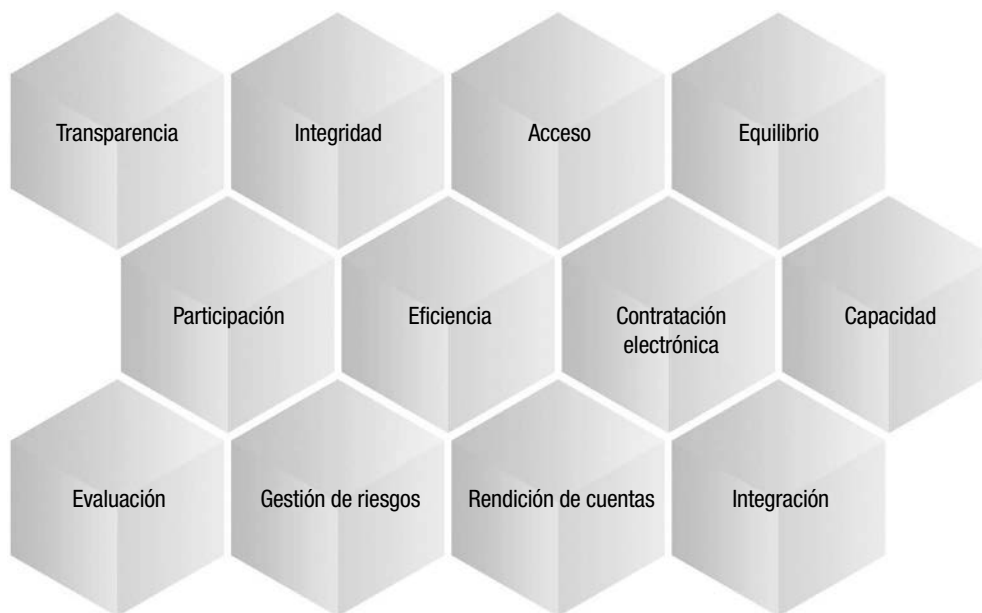 Transparencia
Integridad
Acceso
Equilibrio
Participación
Eficiencia
Contratación
electrónica
Capacidad
Evaluación
Gestión de riesgos
Rendición de cuentas
Integración